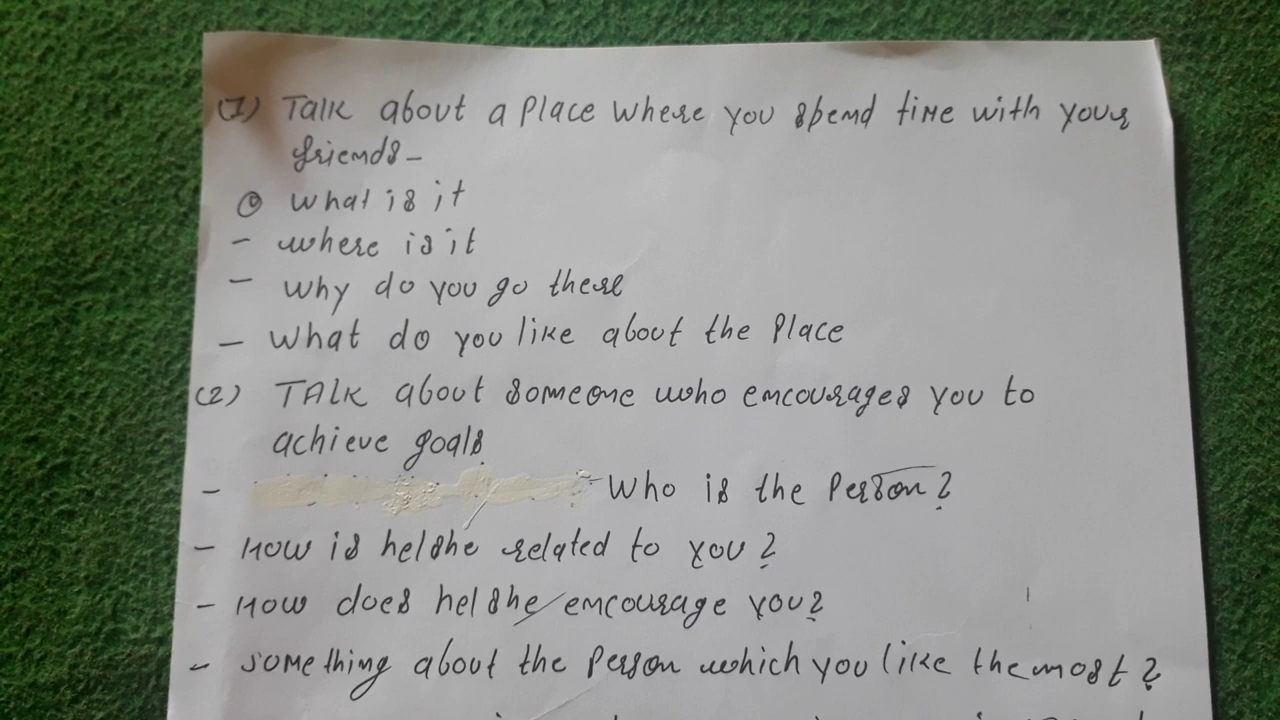 (1) Talk about a Place where you spend time with your
friends-
what is it
- where is it
- why do you go there
- What do you like about the Place
(2) TAlk about someone who encourages you to
achieve goals
- Who is the Person?
- How is he/she related to you?
- How does he/she encourage you?
- something about the Person which you like the most?